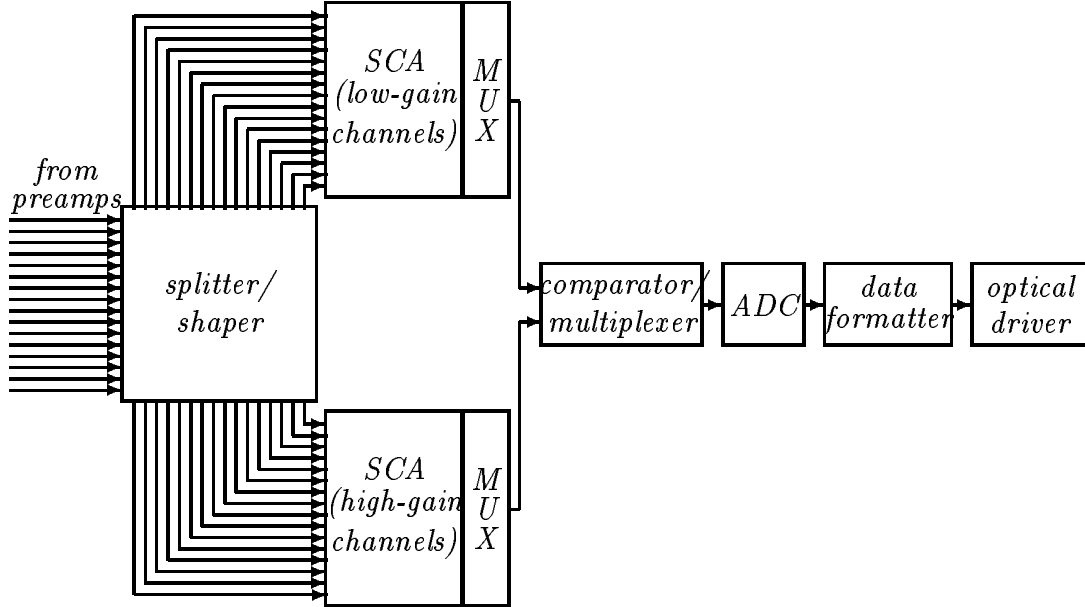 SCA
(low-gain
channels)
M
U
X
from
preamps
splitter/
shaper
comparator/
multiplexer
ADC
data
formatter
optical
driver
SCA
(high-gain
channels)
M
U
X